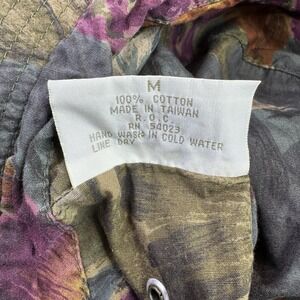 M
100% COTTON
MADE IN TAIWAN
R.O.C.
RN 54023
HAND WASH IN COLD WATER
LINE DRY